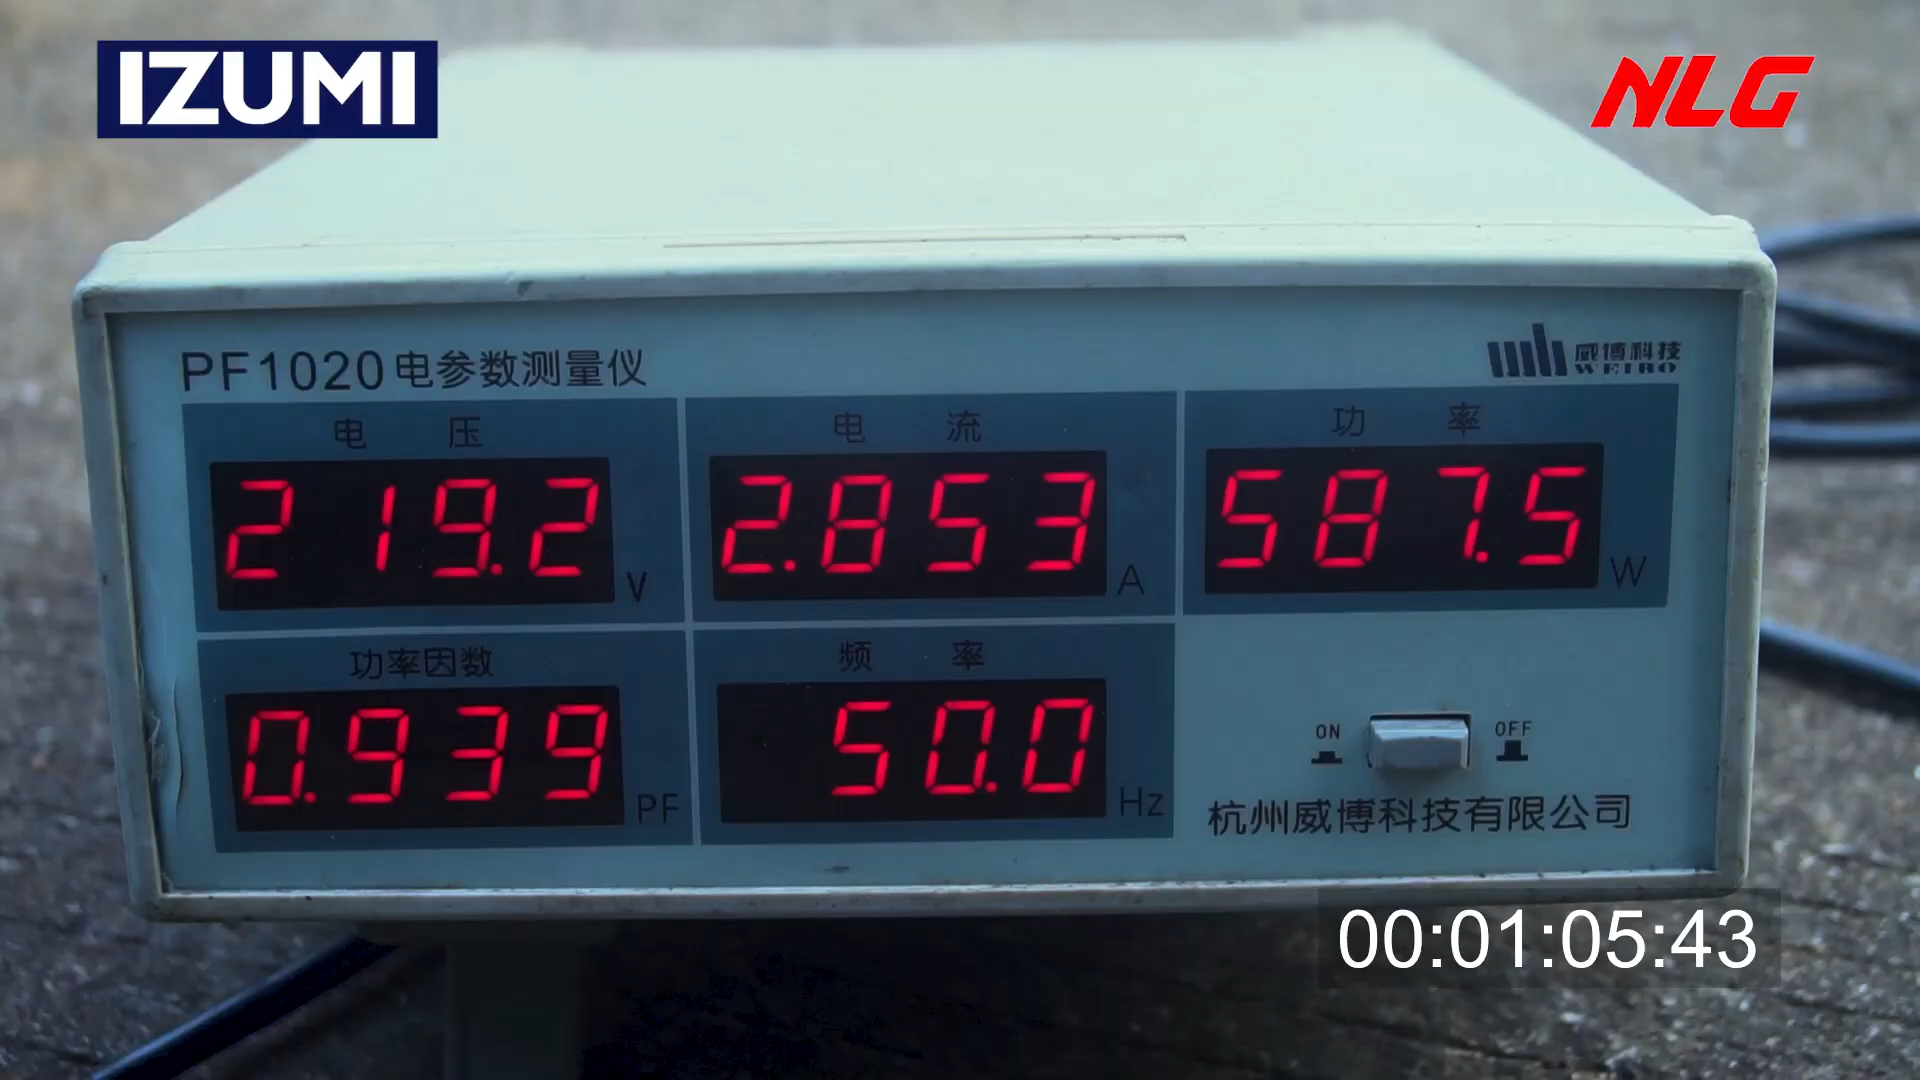 IZUMI
NLG
PF1020电参数测量仪
威博科技
WEIBO
电 压
电 流
功 率
219.2 V
2.853 A
587.5 W
功率因数
频 率
0.939 PF
50.0 Hz
ON
OFF
杭州威博科技有限公司
00:01:05:43